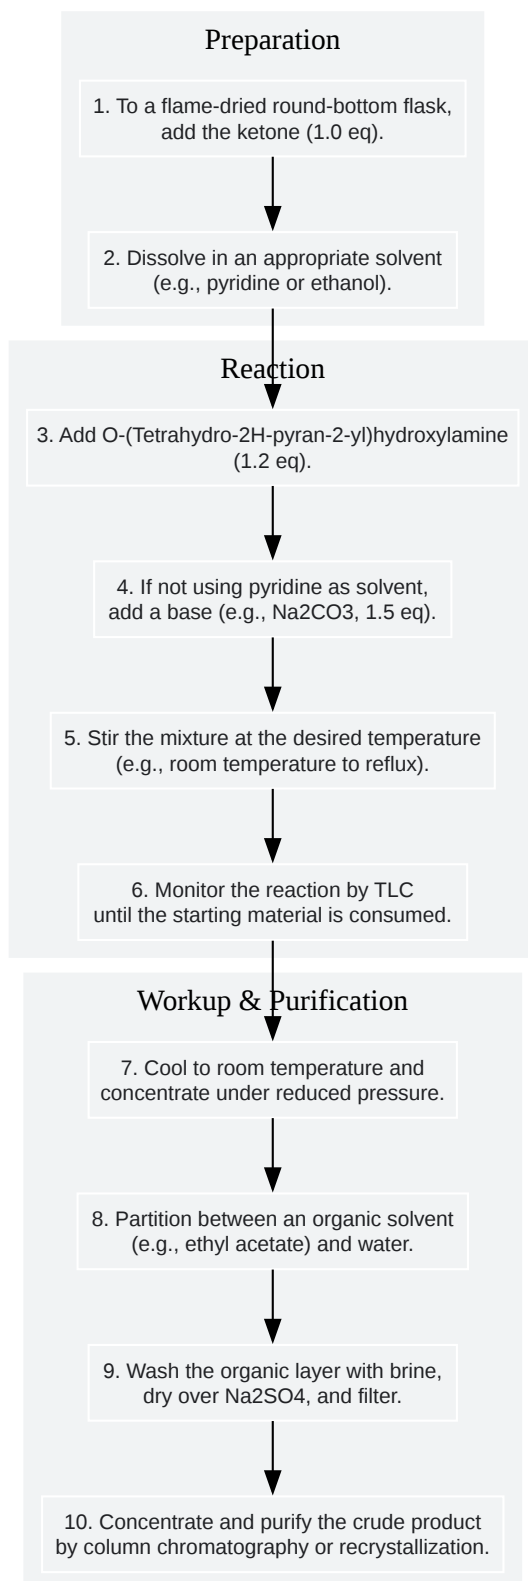 Preparation
1. To a flame-dried round-bottom flask,
add the ketone (1.0 eq).
2. Dissolve in an appropriate solvent
(e.g., pyridine or ethanol).
Reaction
3. Add O-(Tetrahydro-2H-pyran-2-yl)hydroxylamine
(1.2 eq).
4. If not using pyridine as solvent,
add a base (e.g., Na2CO3, 1.5 eq).
5. Stir the mixture at the desired temperature
(e.g., room temperature to reflux).
6. Monitor the reaction by TLC
until the starting material is consumed.
Workup & Purification
7. Cool to room temperature and
concentrate under reduced pressure.
8. Partition between an organic solvent
(e.g., ethyl acetate) and water.
9. Wash the organic layer with brine,
dry over Na2SO4, and filter.
10. Concentrate and purify the crude product
by column chromatography or recrystallization.